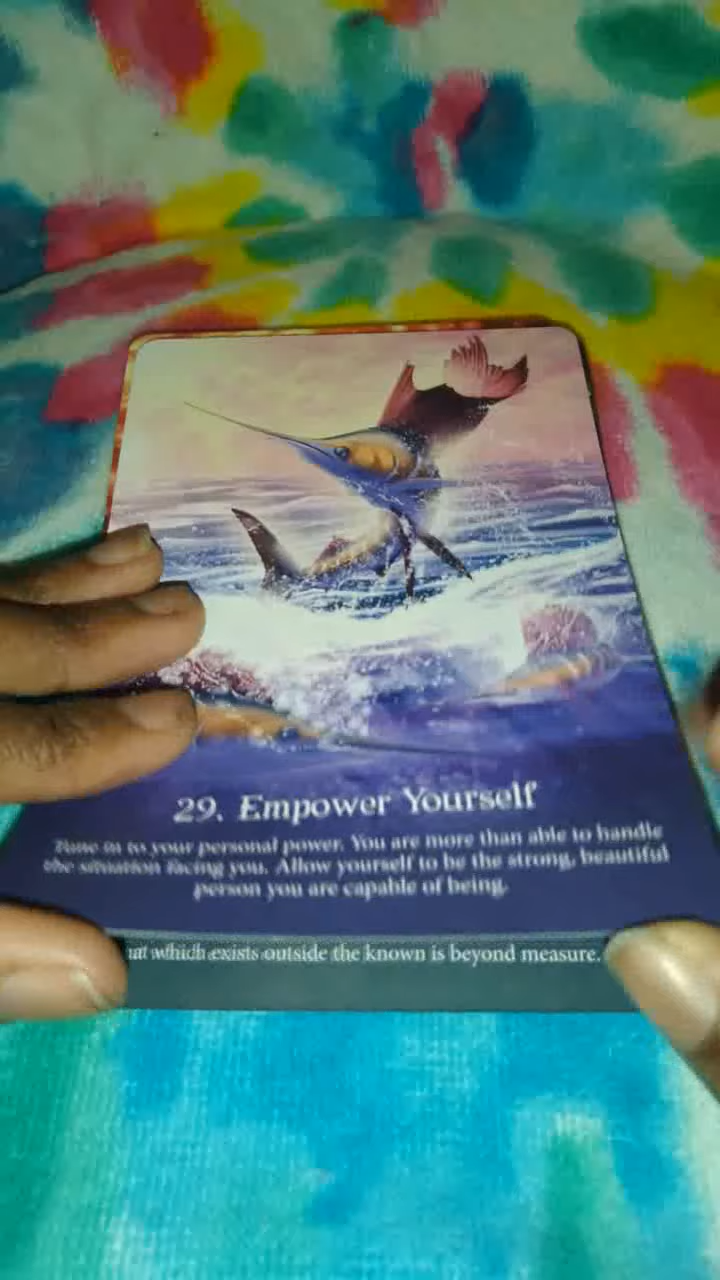 29. Empower Yourself
Tune in to your personal power. You are more than able to handle
the situation facing you. Allow yourself to be the strong, beautiful
person you are capable of being.
which exists outside the known is beyond measure.